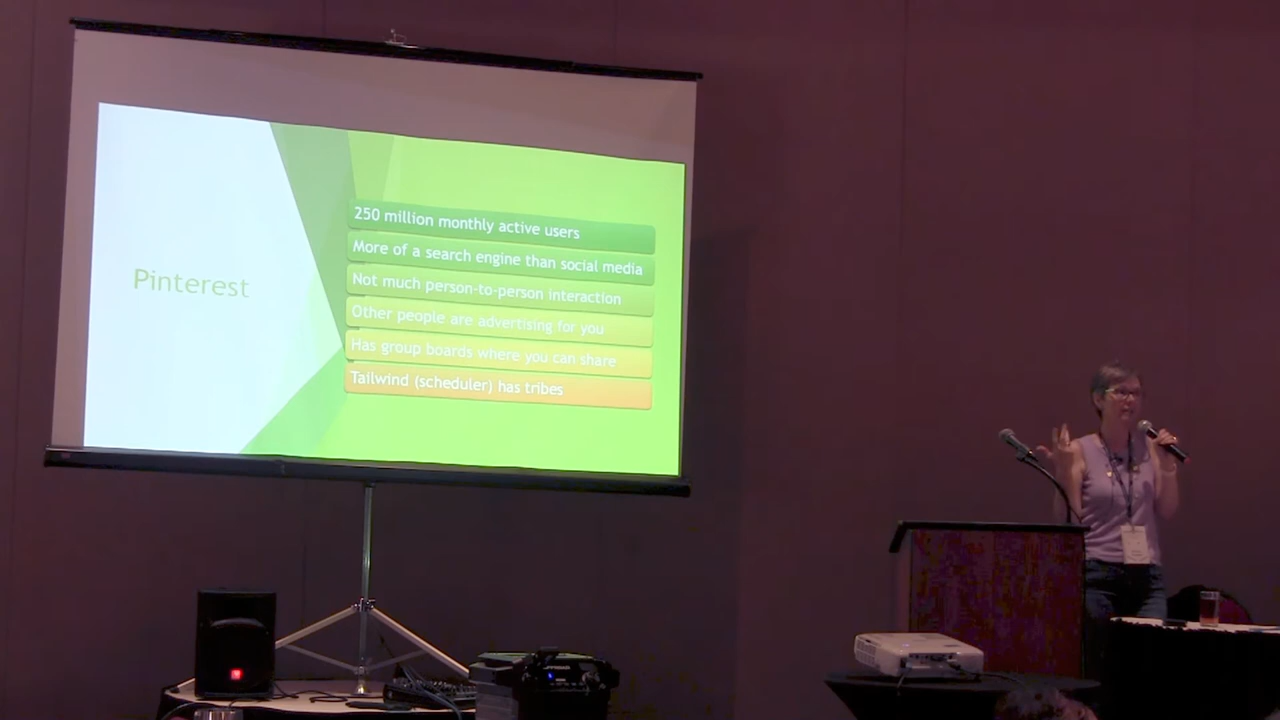 Pinterest
250 million monthly active users
More of a search engine than social media
Not much person-to-person interaction
Other people are advertising for you
Has group boards where you can share
Tailwind (scheduler) has tribes